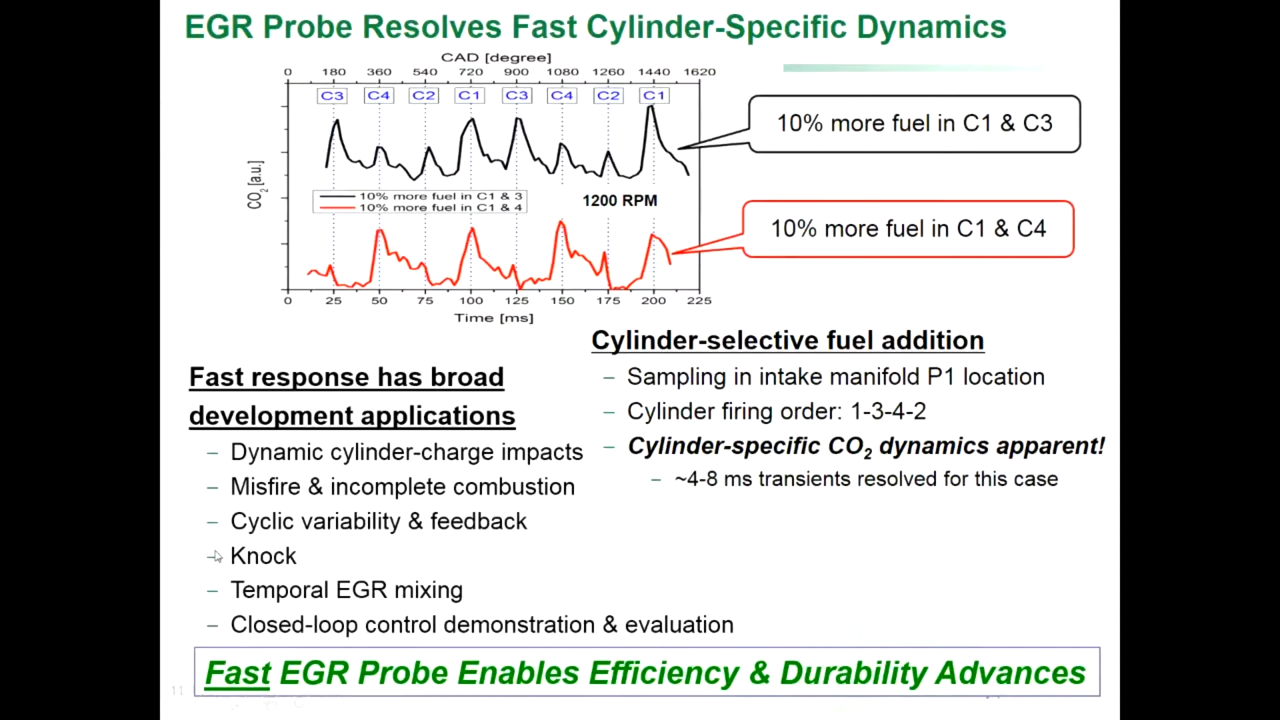 EGR Probe Resolves Fast Cylinder-Specific Dynamics
CAD [degree]
0 180 360 540 720 900 1080 1260 1440 1620
C3 C4 C2 C1 C3 C4 C2 C1
CO2 [a.u.]
10% more fuel in C1 & 3
10% more fuel in C1 & 4
1200 RPM
0 25 50 75 100 125 150 175 200 225
Time [ms]
10% more fuel in C1 & C3
10% more fuel in C1 & C4
Cylinder-selective fuel addition
– Sampling in intake manifold P1 location
– Cylinder firing order: 1-3-4-2
– Cylinder-specific CO2 dynamics apparent!
– ~4-8 ms transients resolved for this case
Fast response has broad
development applications
– Dynamic cylinder-charge impacts
– Misfire & incomplete combustion
– Cyclic variability & feedback
– Knock
– Temporal EGR mixing
– Closed-loop control demonstration & evaluation
Fast EGR Probe Enables Efficiency & Durability Advances
11